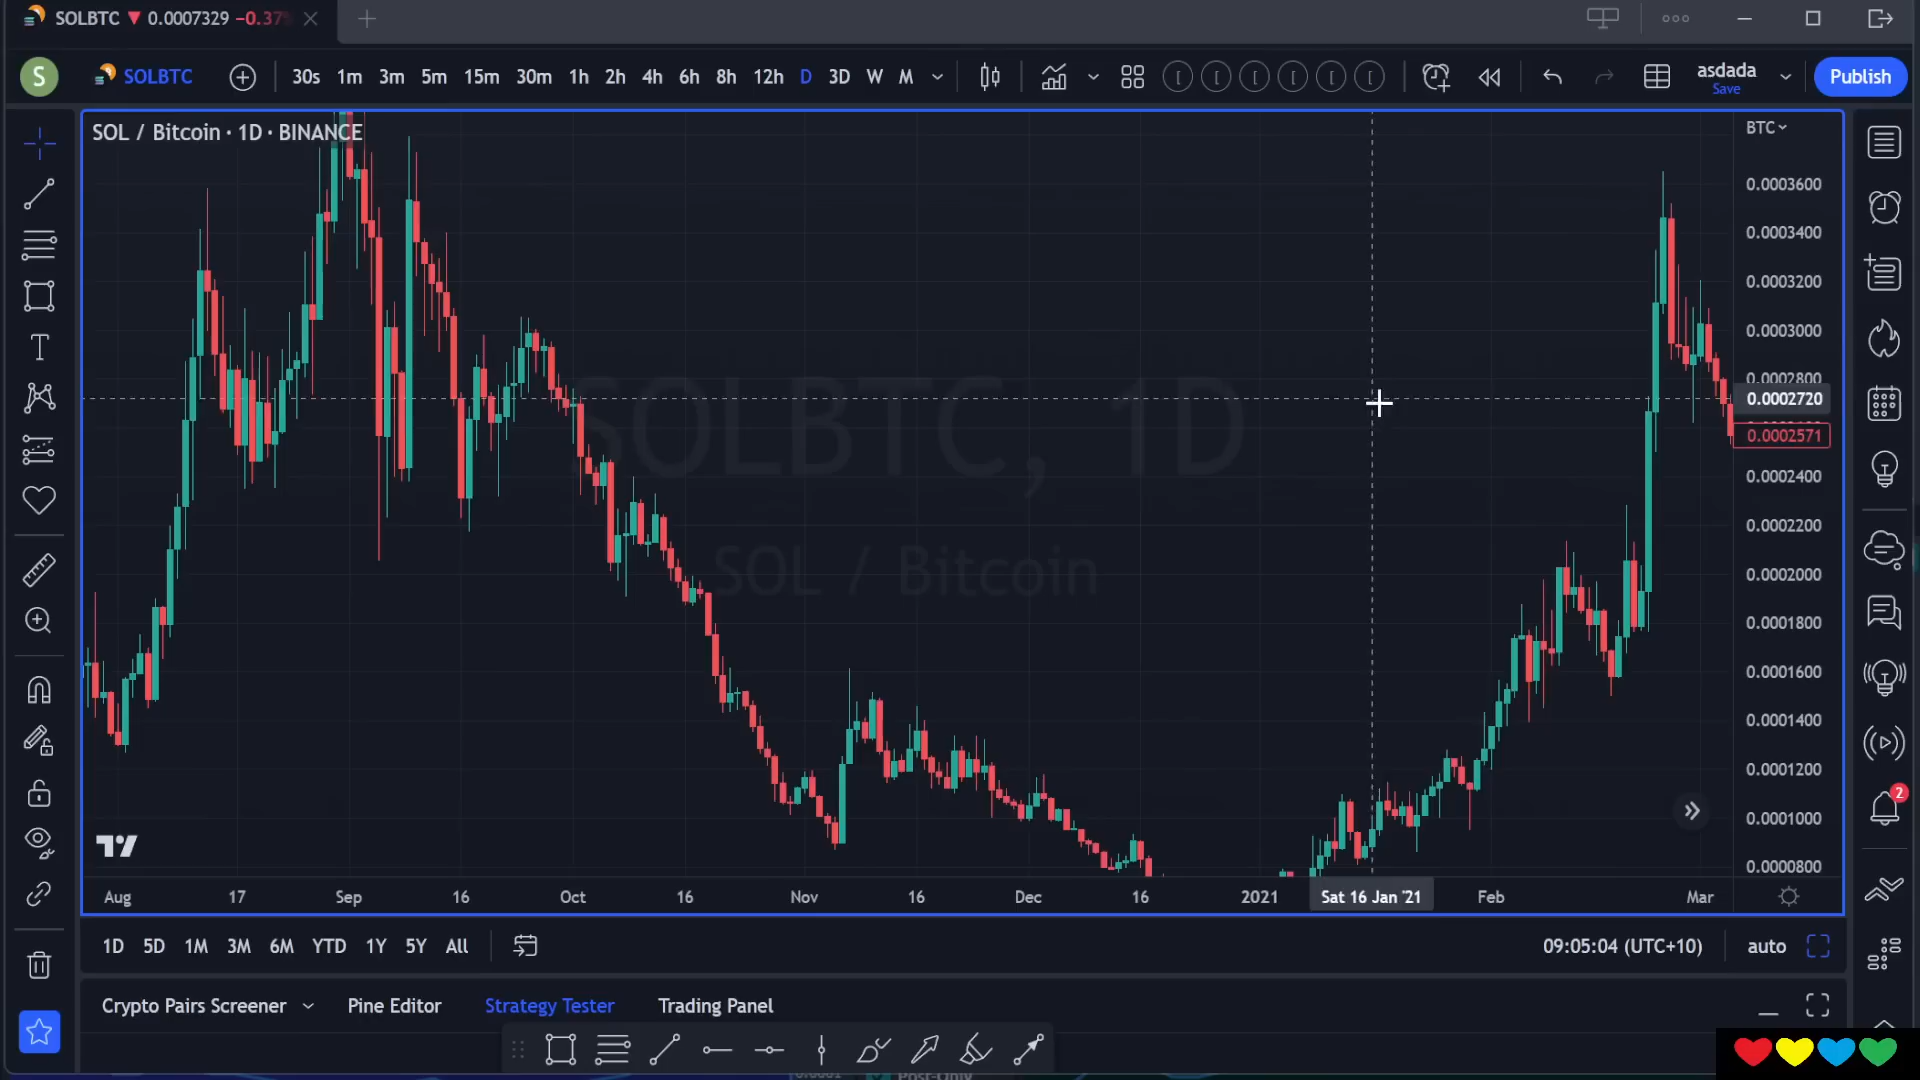 SOLBTC ▼ 0.0007329 −0.37%
S SOLBTC 30s 1m 3m 5m 15m 30m 1h 2h 4h 6h 8h 12h D 3D W M asdada Save Publish
SOL / Bitcoin · 1D · BINANCE
BTC
0.0003600
0.0003400
0.0003200
0.0003000
0.0002800
0.0002720
0.0002571
0.0002400
0.0002200
0.0002000
0.0001800
0.0001600
0.0001400
0.0001200
0.0001000
0.0000800
SOLBTC, 1D
SOL / Bitcoin
2
Aug 17 Sep 16 Oct 16 Nov 16 Dec 16 2021 Sat 16 Jan '21 Feb Mar
1D 5D 1M 3M 6M YTD 1Y 5Y All 09:05:04 (UTC+10) auto
Crypto Pairs Screener Pine Editor Strategy Tester Trading Panel
Post-Only